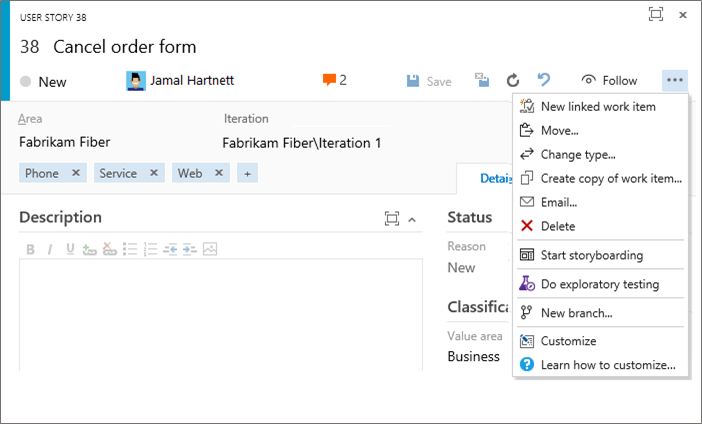 USER STORY 38
38 Cancel order form
New
Jamal Hartnett
2
Save
Follow
Area
Iteration
Fabrikam Fiber
Fabrikam Fiber\Iteration 1
Phone
Service
Web
+
Details
Description
B I U
Status
Reason
New
Classifica
Value area
Business
New linked work item
Move...
Change type...
Create copy of work item...
Email...
Delete
Start storyboarding
Do exploratory testing
New branch...
Customize
Learn how to customize...